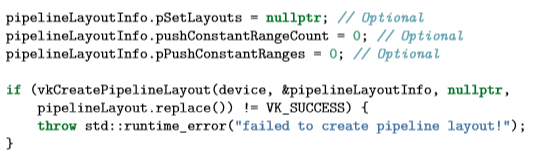 pipelineLayoutInfo.pSetLayouts = nullptr; // Optional
pipelineLayoutInfo.pushConstantRangeCount = 0; // Optional
pipelineLayoutInfo.pPushConstantRanges = 0; // Optional
if (vkCreatePipelineLayout(device, &pipelineLayoutInfo, nullptr,
pipelineLayout.replace()) != VK_SUCCESS) {
throw std::runtime_error("failed to create pipeline layout!");
}